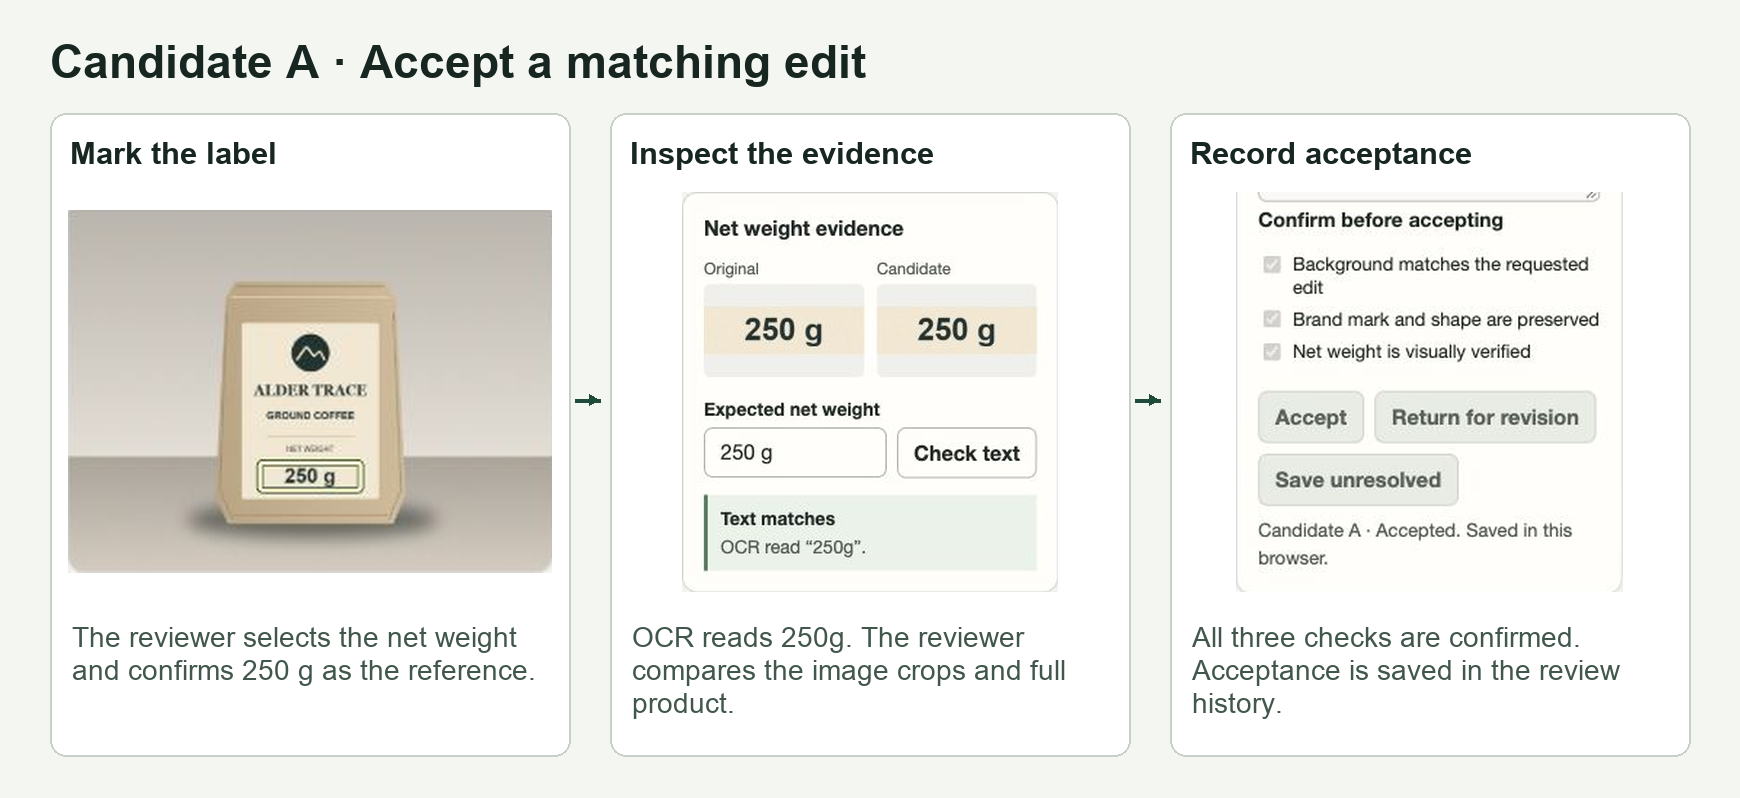 Candidate A · Accept a matching edit
Mark the label
ALDER TRACE
GROUND COFFEE
NET WEIGHT
250 g
The reviewer selects the net weight
and confirms 250 g as the reference.
Inspect the evidence
Net weight evidence
Original
Candidate
250 g
250 g
Expected net weight
250 g
Check text
Text matches
OCR read “250g”.
OCR reads 250g. The reviewer
compares the image crops and full
product.
Record acceptance
Confirm before accepting
Background matches the requested
edit
Brand mark and shape are preserved
Net weight is visually verified
Accept
Return for revision
Save unresolved
Candidate A · Accepted. Saved in this
browser.
All three checks are confirmed.
Acceptance is saved in the review
history.